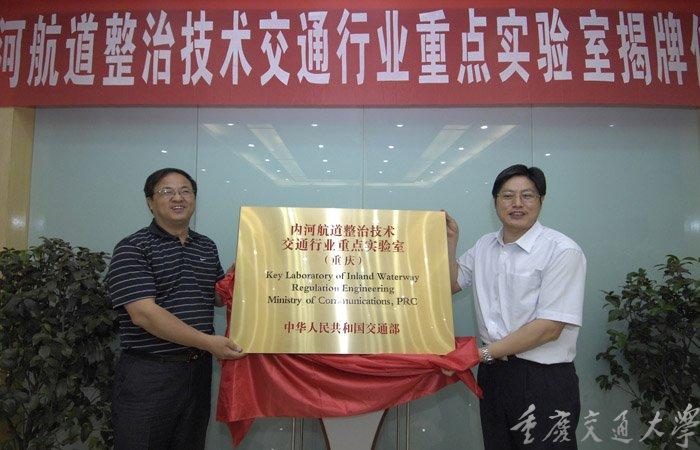 河航道整治技术交通行业重点实验室揭牌仪
内河航道整治技术
交通行业重点实验室
（重庆）
Key Laboratory of Inland Waterway
Regulation Engineering
Ministry of Communications, PRC
中华人民共和国交通部
重庆交通大学